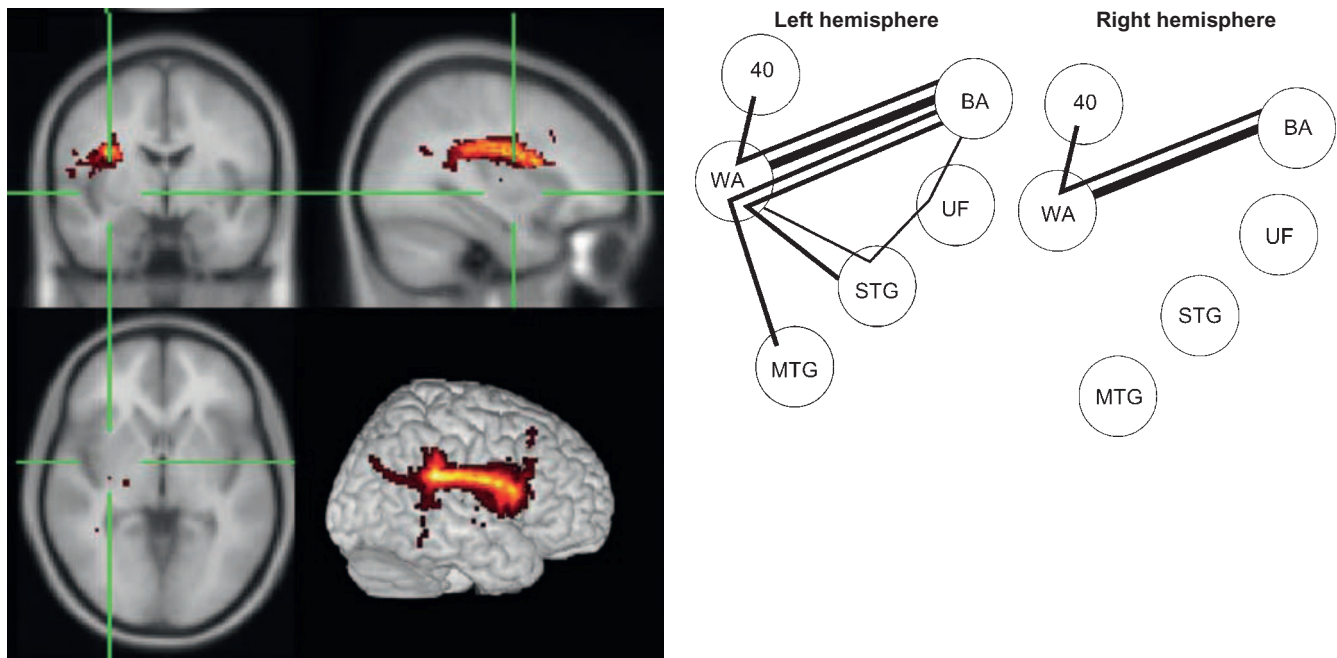 Left hemisphere
40
BA
WA
UF
STG
MTG
Right hemisphere
40
BA
WA
UF
STG
MTG